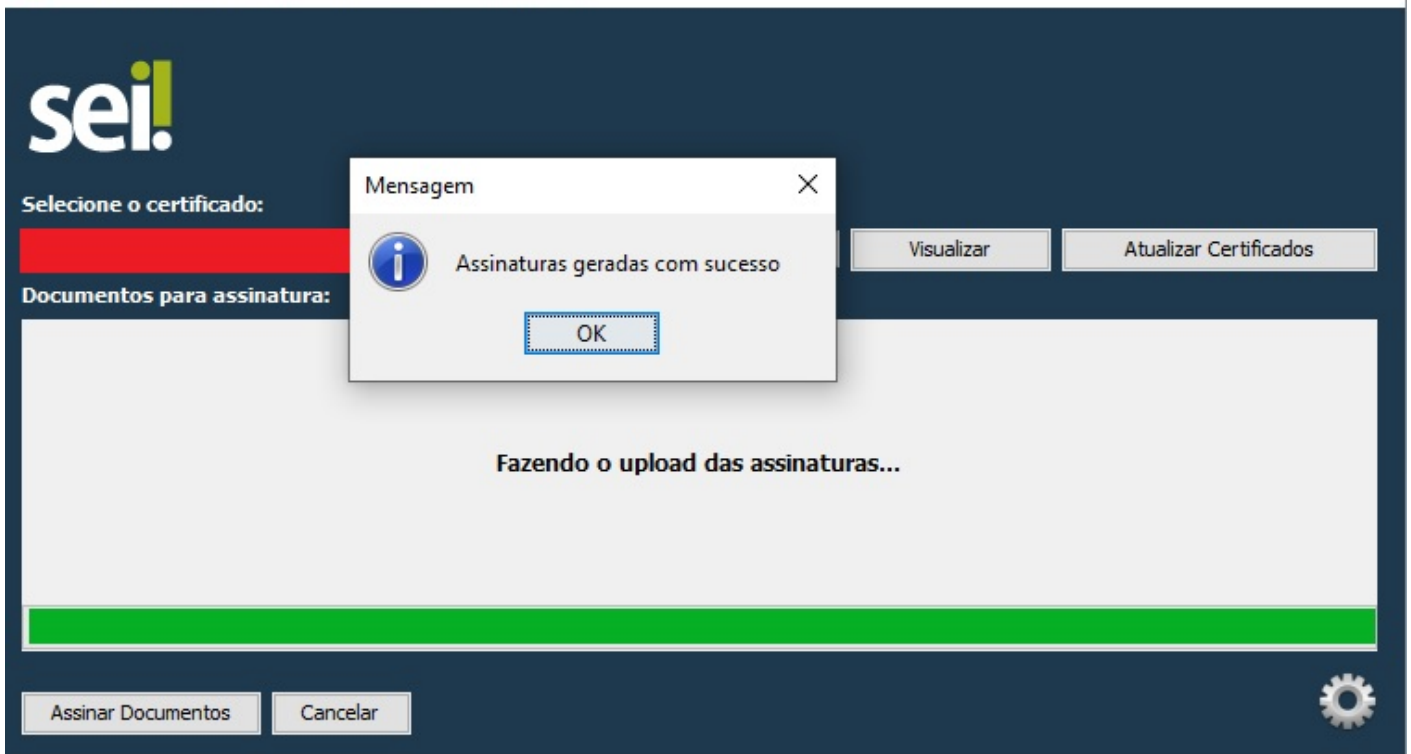 sei!
Mensagem
Selecione o certificado:
Assinaturas geradas com sucesso
Visualizar
Atualizar Certificados
Documentos para assinatura:
OK
Fazendo o upload das assinaturas...
Assinar Documentos
Cancelar